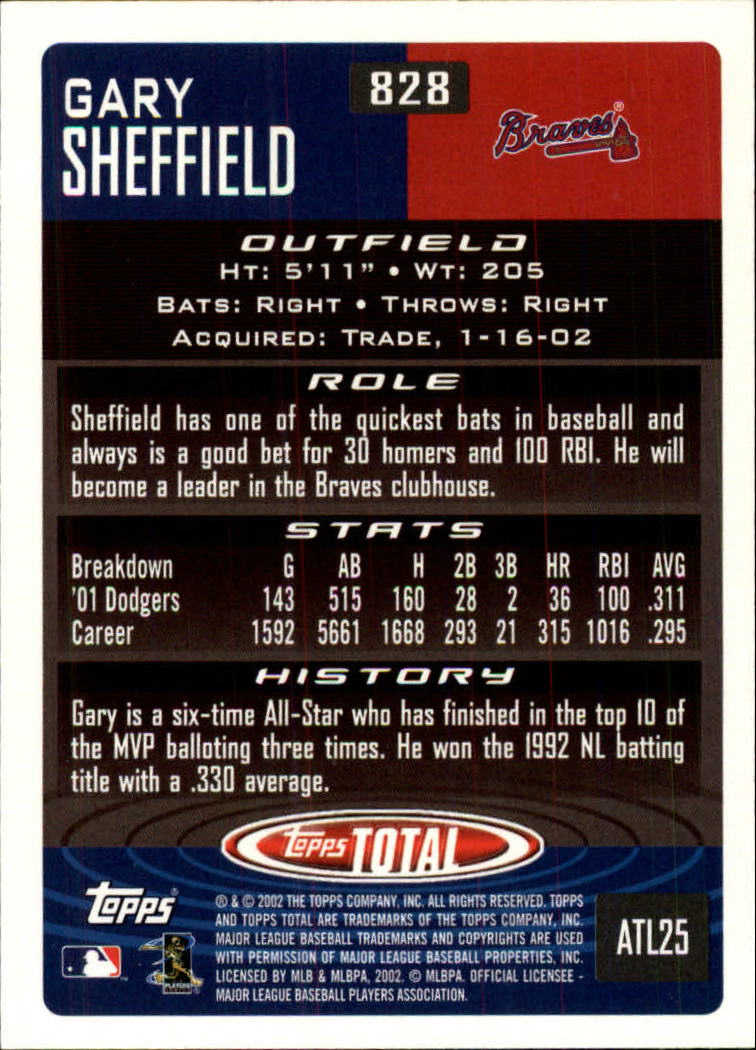 GARY
SHEFFIELD
828
Braves®
OUTFIELD
HT: 5'11" • WT: 205
BATS: RIGHT • THROWS: RIGHT
ACQUIRED: TRADE, 1-16-02
ROLE
Sheffield has one of the quickest bats in baseball and
always is a good bet for 30 homers and 100 RBI. He will
become a leader in the Braves clubhouse.
STATS
Breakdown G AB H 2B 3B HR RBI AVG
'01 Dodgers 143 515 160 28 2 36 100 .311
Career 1592 5661 1668 293 21 315 1016 .295
HISTORY
Gary is a six-time All-Star who has finished in the top 10 of
the MVP balloting three times. He won the 1992 NL batting
title with a .330 average.
topps TOTAL
topps®
® & © 2002 THE TOPPS COMPANY, INC. ALL RIGHTS RESERVED. TOPPS
AND TOPPS TOTAL ARE TRADEMARKS OF THE TOPPS COMPANY, INC.
MAJOR LEAGUE BASEBALL TRADEMARKS AND COPYRIGHTS ARE USED
WITH PERMISSION OF MAJOR LEAGUE BASEBALL PROPERTIES, INC.
LICENSED BY MLB & MLBPA, 2002. © MLBPA. OFFICIAL LICENSEE -
MAJOR LEAGUE BASEBALL PLAYERS ASSOCIATION.
PLAYERS
ATL25